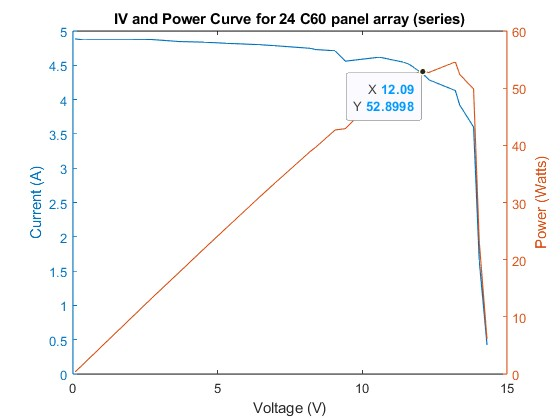 IV and Power Curve for 24 C60 panel array (series)
5
4.5
4
3.5
3
2.5
2
1.5
1
0.5
0
Current (A)
X 12.09
Y 52.8998
60
50
40
30
20
10
0
Power (Watts)
0 5 10 15
Voltage (V)